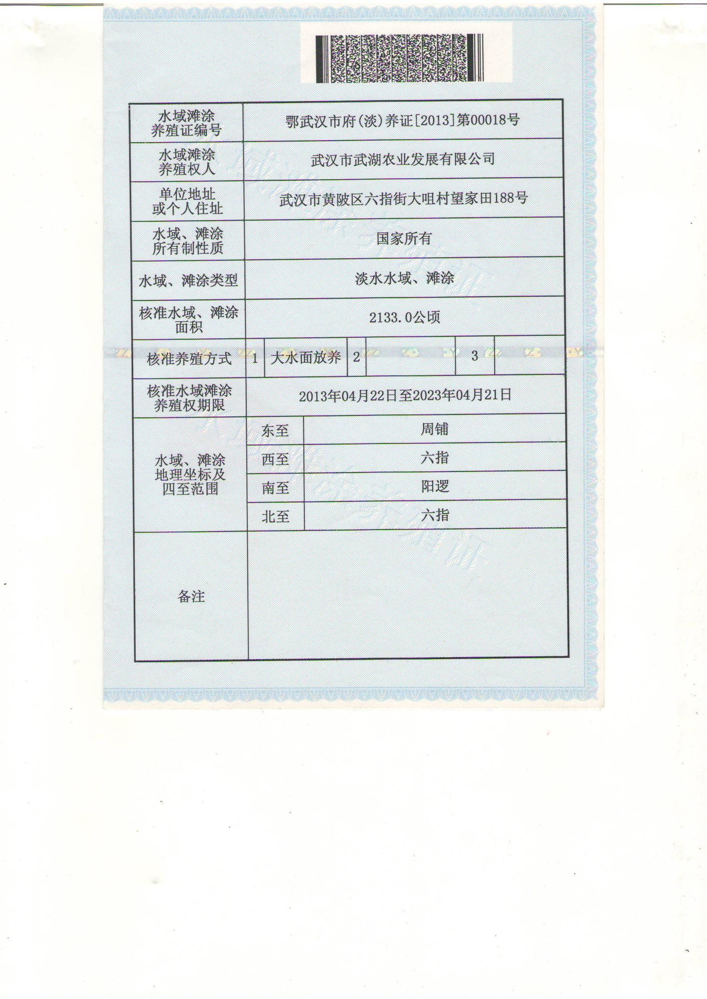 水域滩涂
养殖证编号
鄂武汉市府(淡)养证[2013]第00018号
水域滩涂
养殖权人
武汉市武湖农业发展有限公司
单位地址
或个人住址
武汉市黄陂区六指街大咀村望家田188号
水域、滩涂
所有制性质
国家所有
水域、滩涂类型
淡水水域、滩涂
核准水域、滩涂
面积
2133.0公顷
核准养殖方式
1
大水面放养
2
3
核准水域滩涂
养殖权期限
2013年04月22日至2023年04月21日
水域、滩涂
地理坐标及
四至范围
东至
周铺
西至
六指
南至
阳逻
北至
六指
备注